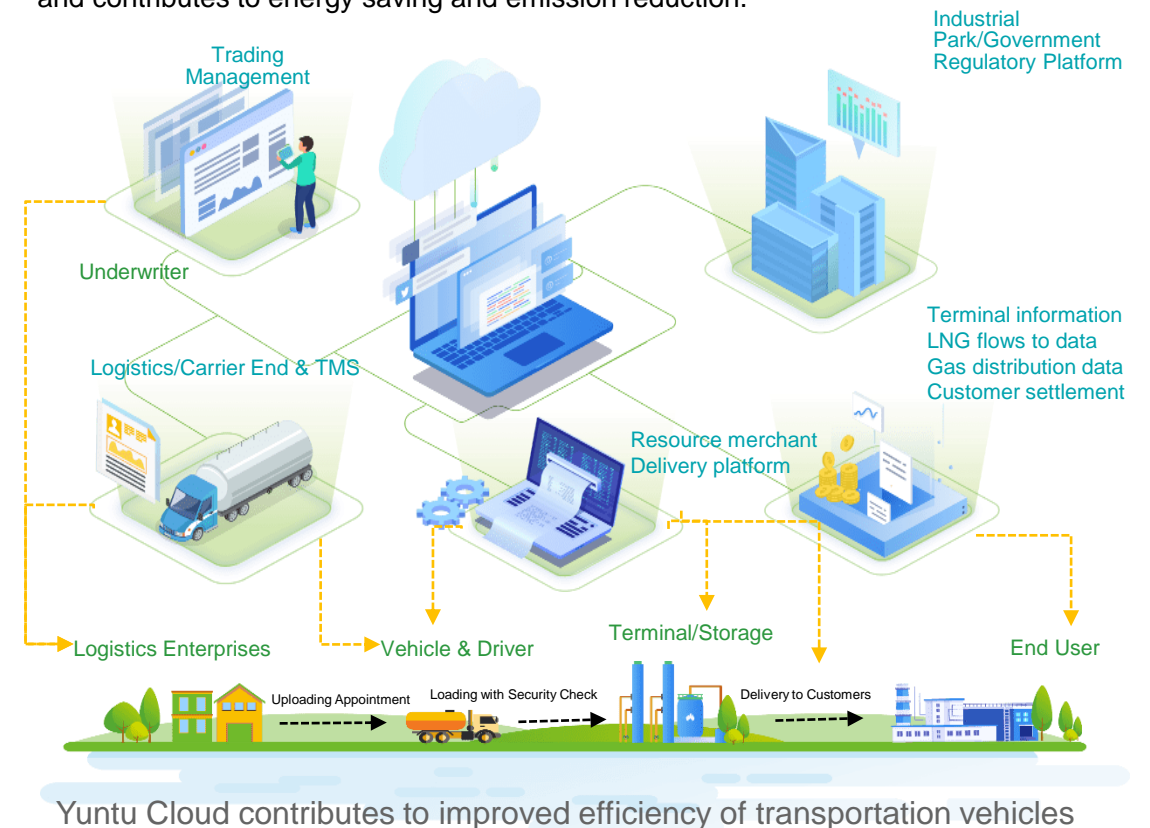 and contributes to energy saving and emission reduction.
Industrial
Park/Government
Regulatory Platform
Trading
Management
Underwriter
Terminal information
LNG flows to data
Gas distribution data
Customer settlement
Logistics/Carrier End & TMS
Resource merchant
Delivery platform
Logistics Enterprises
Vehicle & Driver
Terminal/Storage
End User
Uploading Appointment
Loading with Security Check
Delivery to Customers
Yuntu Cloud contributes to improved efficiency of transportation vehicles